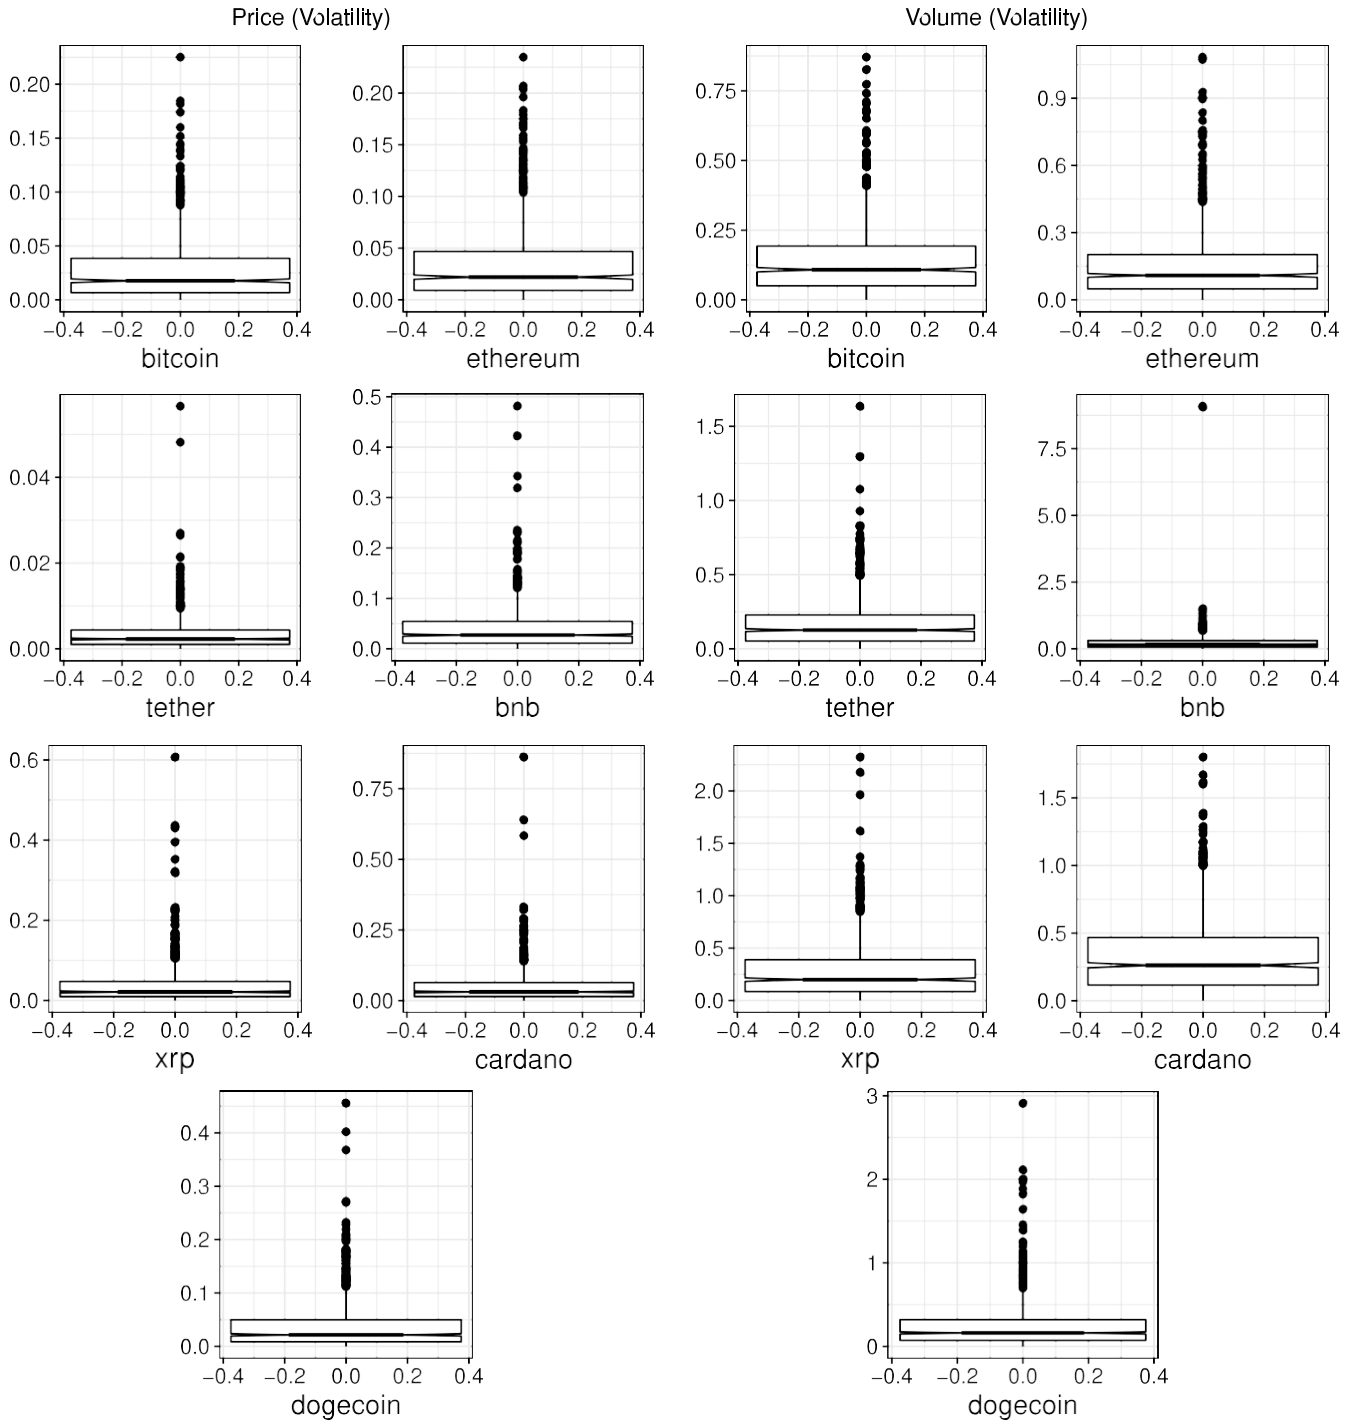 Price (Volatility) Volume (Volatility)
0.20 0.15 0.10 0.05 0.00
0.20 0.15 0.10 0.05 0.00
0.75 0.50 0.25 0.00
0.9 0.6 0.3 0.0
−0.4 −0.2 0.0 0.2 0.4 −0.4 −0.2 0.0 0.2 0.4 −0.4 −0.2 0.0 0.2 0.4 −0.4 −0.2 0.0 0.2 0.4
bitcoin ethereum bitcoin ethereum
0.04 0.02 0.00
0.5 0.4 0.3 0.2 0.1 0.0
1.5 1.0 0.5 0.0
7.5 5.0 2.5 0.0
−0.4 −0.2 0.0 0.2 0.4 −0.4 −0.2 0.0 0.2 0.4 −0.4 −0.2 0.0 0.2 0.4 −0.4 −0.2 0.0 0.2 0.4
tether bnb tether bnb
0.6 0.4 0.2 0.0
0.75 0.50 0.25 0.00
2.0 1.5 1.0 0.5 0.0
1.5 1.0 0.5 0.0
−0.4 −0.2 0.0 0.2 0.4 −0.4 −0.2 0.0 0.2 0.4 −0.4 −0.2 0.0 0.2 0.4 −0.4 −0.2 0.0 0.2 0.4
xrp cardano xrp cardano
0.4 0.3 0.2 0.1 0.0
3 2 1 0
−0.4 −0.2 0.0 0.2 0.4 −0.4 −0.2 0.0 0.2 0.4
dogecoin dogecoin